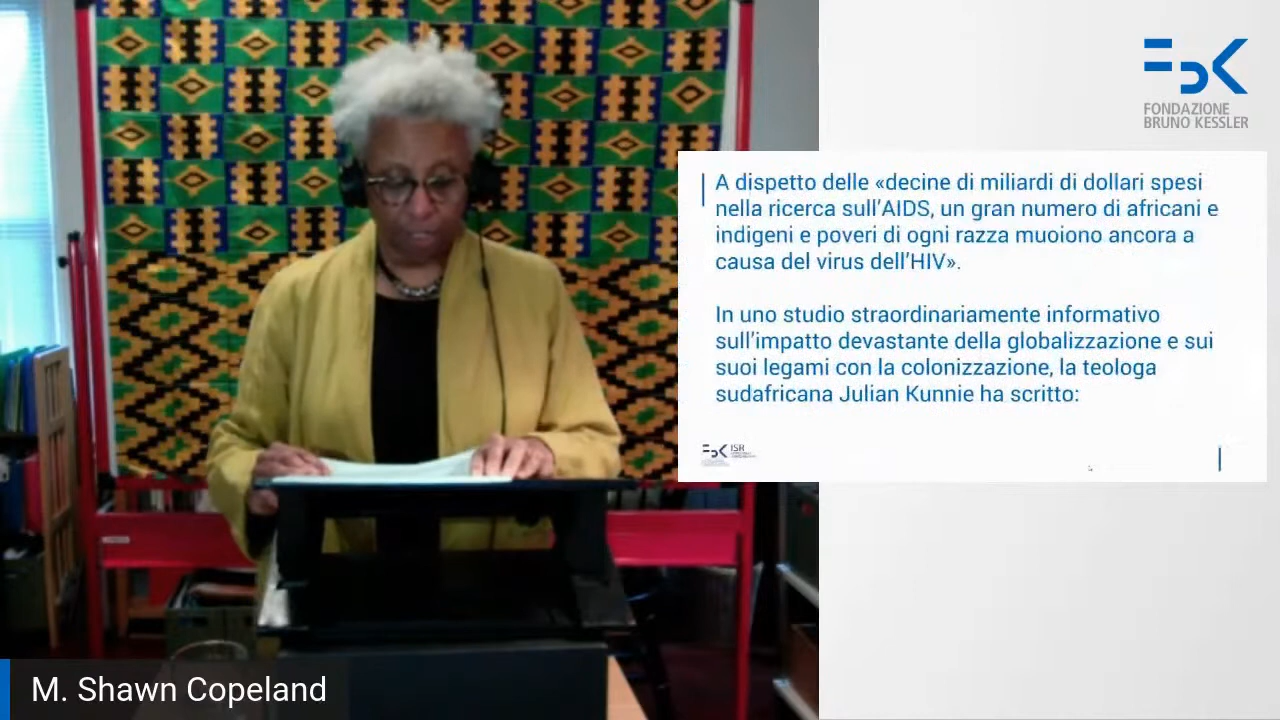 FONDAZIONE
BRUNO KESSLER
A dispetto delle «decine di miliardi di dollari spesi
nella ricerca sull'AIDS, un gran numero di africani e
indigeni e poveri di ogni razza muoiono ancora a
causa del virus dell'HIV».
In uno studio straordinariamente informativo
sull'impatto devastante della globalizzazione e sui
suoi legami con la colonizzazione, la teologa
sudafricana Julian Kunnie ha scritto:
ISR
M. Shawn Copeland